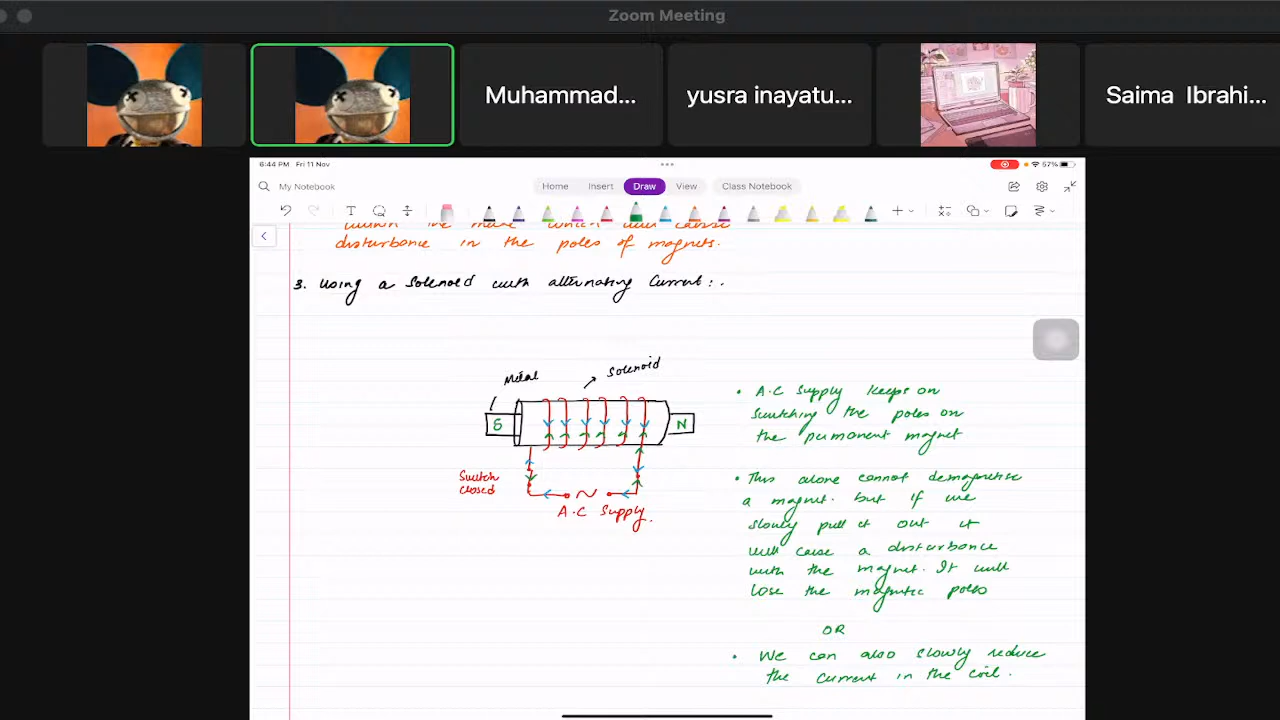 Zoom Meeting
Muhammad...
yusra inayatu...
Saima Ibrahi...
6:44 PM Fri 11 Nov
57%
My Notebook
Home Insert Draw View Class Notebook
disturbance in the poles of magnets.
3. Using a Solenoid with alternating Current:.
Metal
Solenoid
S
N
Switch
closed
A.C Supply.
• A.C Supply keeps on
switching the poles on
the permanent magnet
• This alone cannot demagnetise
a magnet. but if we
slowly pull it out it
will cause a disturbance
with the magnet. It will
lose the magnetic poles
OR
• We can also slowly reduce
the current in the coil.